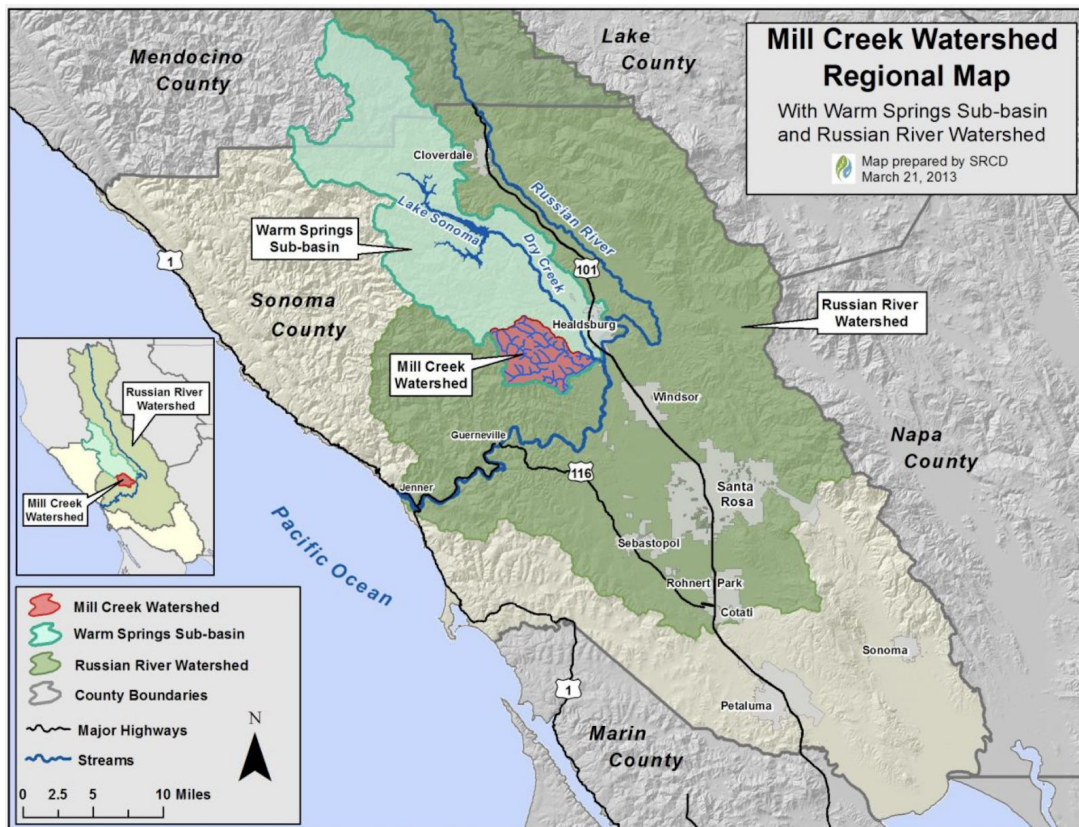 Mill Creek Watershed
Regional Map
With Warm Springs Sub-basin
and Russian River Watershed
Map prepared by SRCD
March 21, 2013
Mendocino
County
Lake
County
Cloverdale
Russian River
Lake Sonoma
Dry Creek
Warm Springs
Sub-basin
1
101
Sonoma
County
Russian River
Watershed
Healdsburg
Mill Creek
Watershed
Windsor
Napa
County
Guerneville
116
Santa
Rosa
Jenner
Sebastopol
Pacific Ocean
Rohnert Park
Cotati
Sonoma
Petaluma
1
Marin
County
Russian River
Watershed
Mill Creek
Watershed
Mill Creek Watershed
Warm Springs Sub-basin
Russian River Watershed
County Boundaries
Major Highways
Streams
N
0 2.5 5 10 Miles